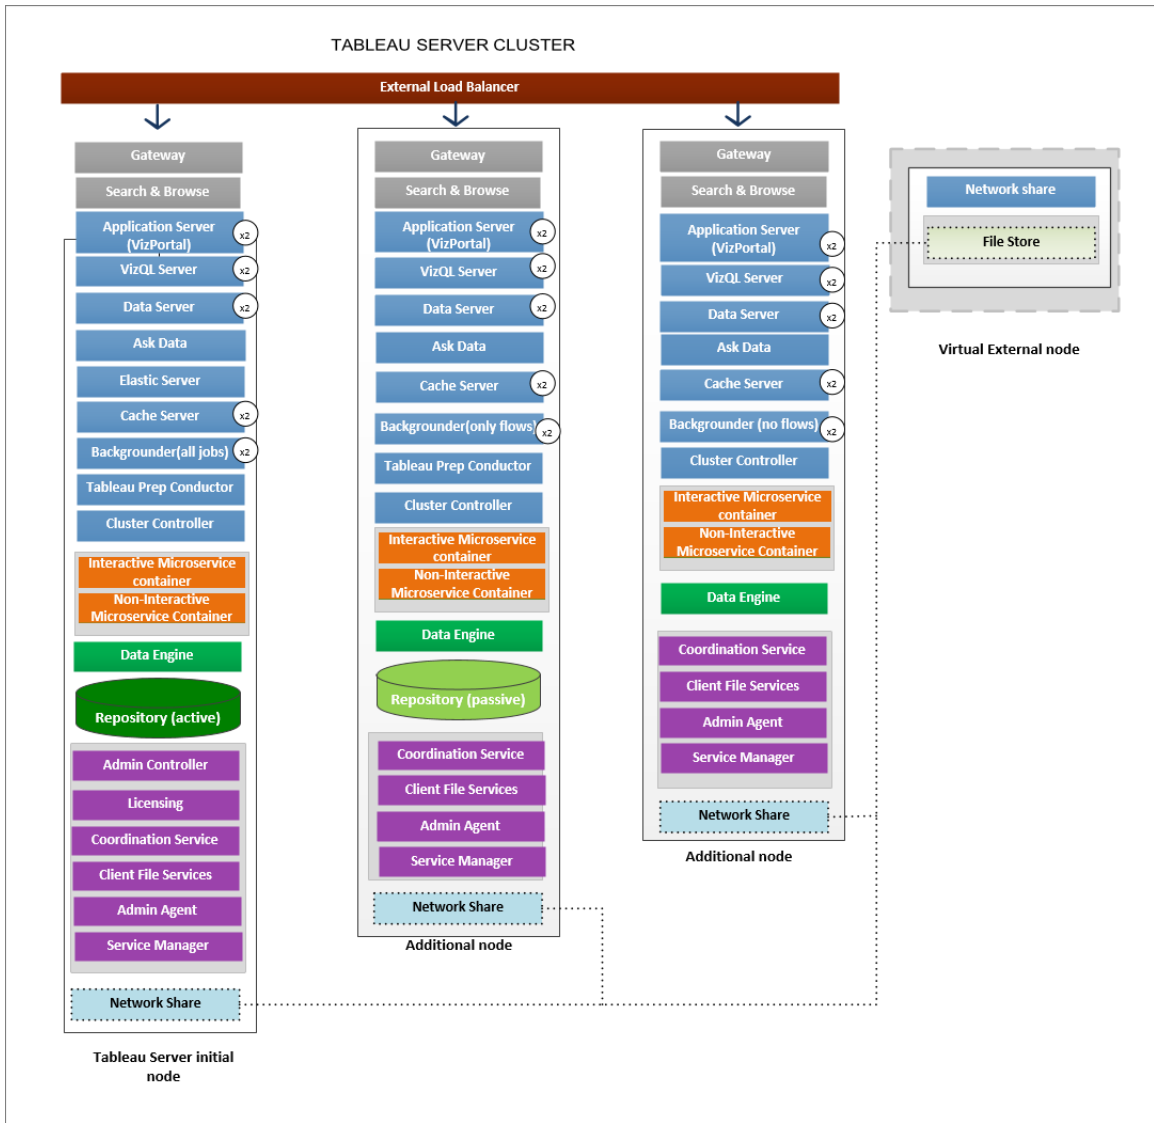 TABLEAU SERVER CLUSTER
External Load Balancer
Gateway
Search & Browse
Application Server
(VizPortal)
x2
VizQL Server
x2
Data Server
x2
Ask Data
Elastic Server
Cache Server
x2
Backgrounder(all jobs)
x2
Tableau Prep Conductor
Cluster Controller
Interactive Microservice
container
Non-Interactive
Microservice Container
Data Engine
Repository (active)
Admin Controller
Licensing
Coordination Service
Client File Services
Admin Agent
Service Manager
Network Share
Tableau Server initial
node
Gateway
Search & Browse
Application Server
(VizPortal)
x2
VizQL Server
x2
Data Server
x2
Ask Data
Cache Server
x2
Backgrounder(only flows)
x2
Tableau Prep Conductor
Cluster Controller
Interactive Microservice
container
Non-Interactive
Microservice Container
Data Engine
Repository (passive)
Coordination Service
Client File Services
Admin Agent
Service Manager
Network Share
Additional node
Gateway
Search & Browse
Application Server
(VizPortal)
x2
VizQL Server
x2
Data Server
x2
Ask Data
Cache Server
x2
Backgrounder (no flows)
x2
Cluster Controller
Interactive Microservice
container
Non-Interactive
Microservice Container
Data Engine
Coordination Service
Client File Services
Admin Agent
Service Manager
Network Share
Additional node
Network share
File Store
Virtual External node